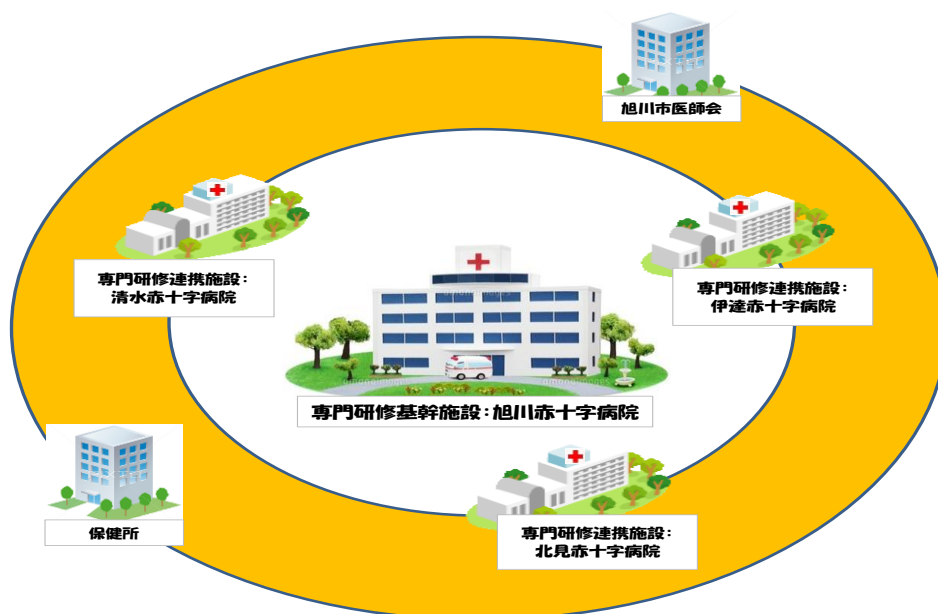 旭川市医師会
専門研修連携施設:
清水赤十字病院
専門研修連携施設:
伊達赤十字病院
専門研修基幹施設:旭川赤十字病院
保健所
専門研修連携施設:
北見赤十字病院